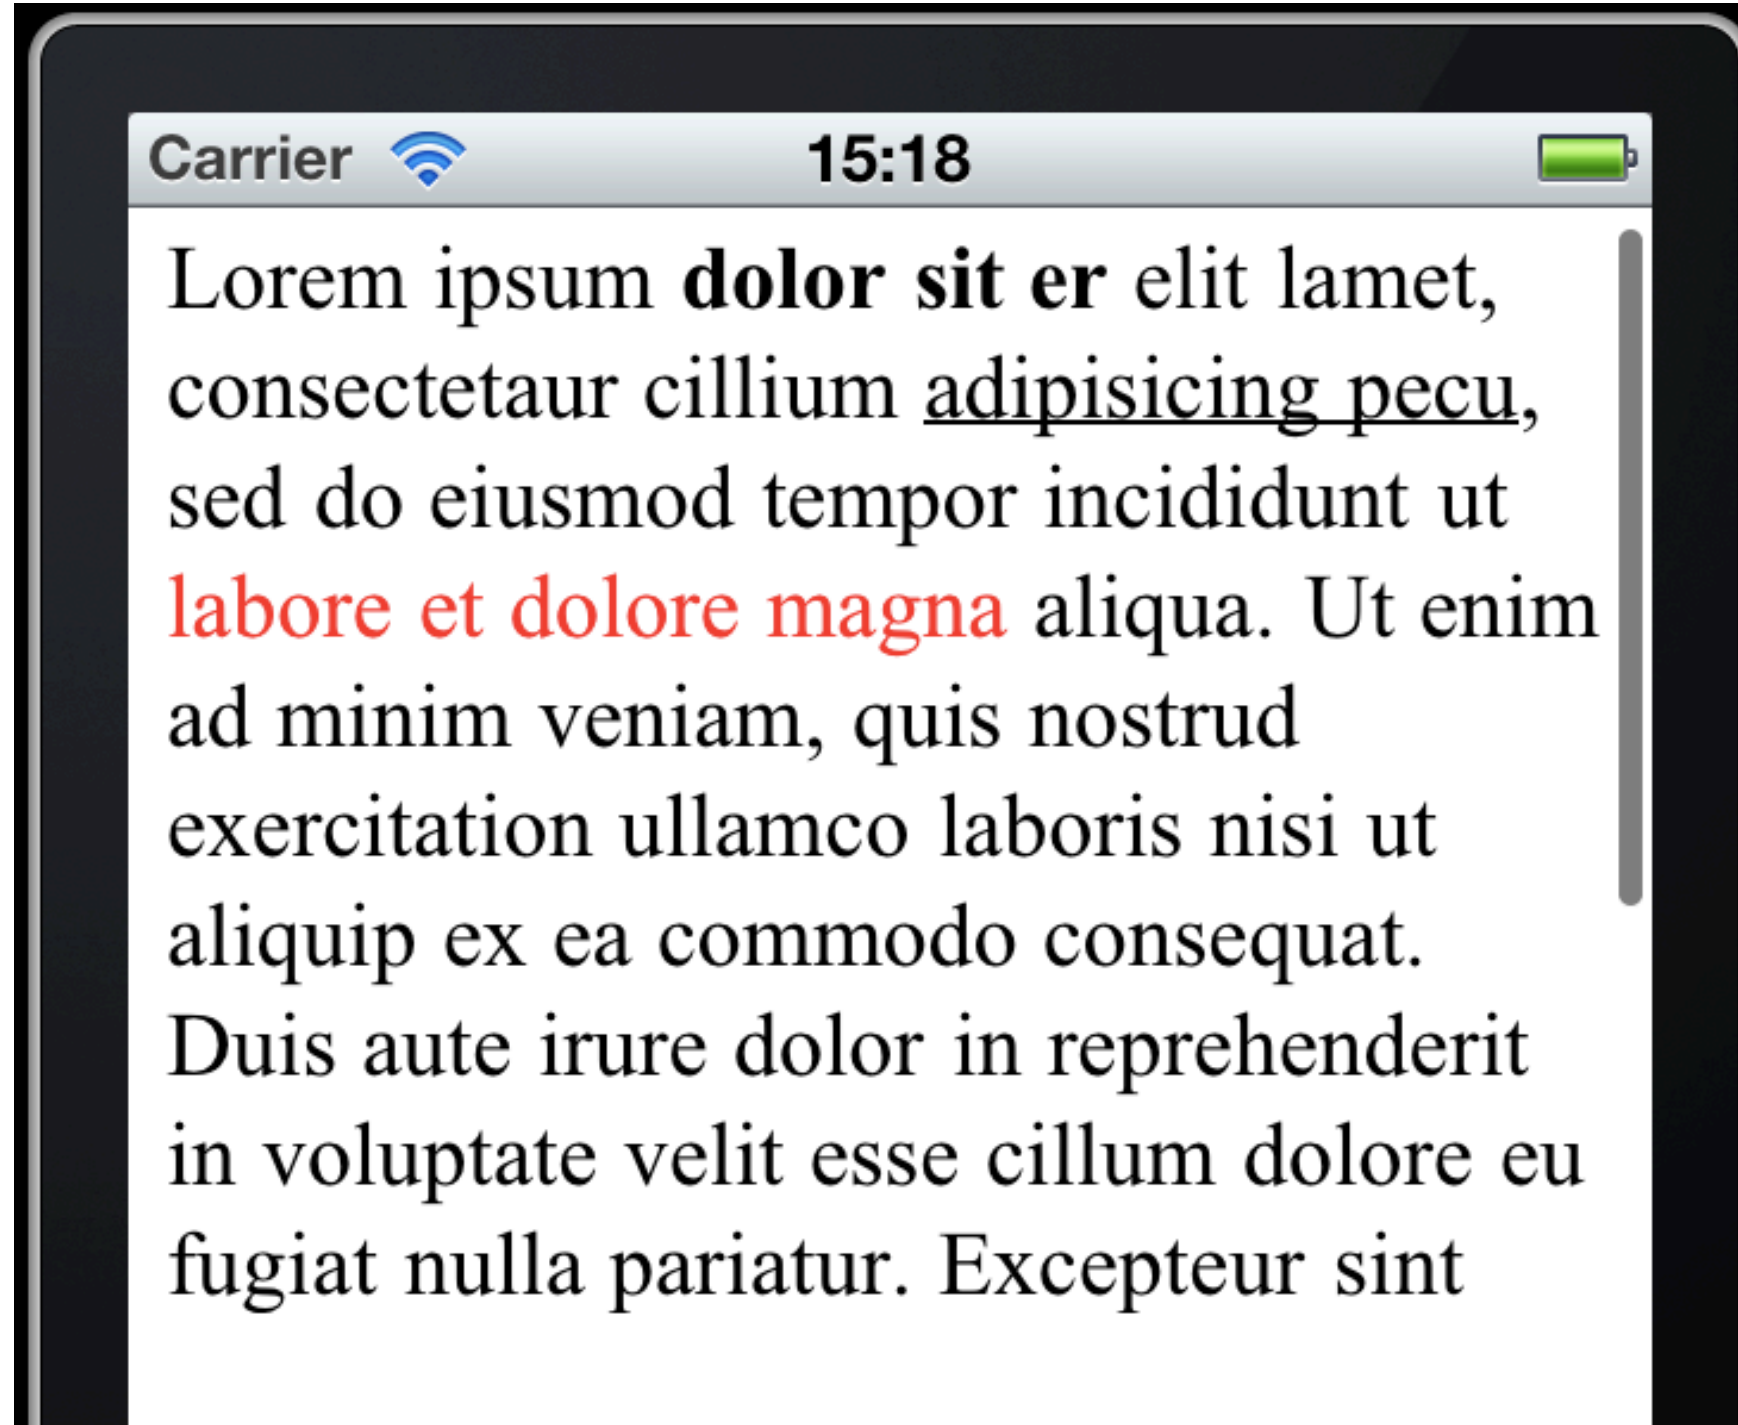 Carrier 15:18
Lorem ipsum dolor sit er elit lamet,
consectetaur cillium adipisicing pecu,
sed do eiusmod tempor incididunt ut
labore et dolore magna aliqua. Ut enim
ad minim veniam, quis nostrud
exercitation ullamco laboris nisi ut
aliquip ex ea commodo consequat.
Duis aute irure dolor in reprehenderit
in voluptate velit esse cillum dolore eu
fugiat nulla pariatur. Excepteur sint